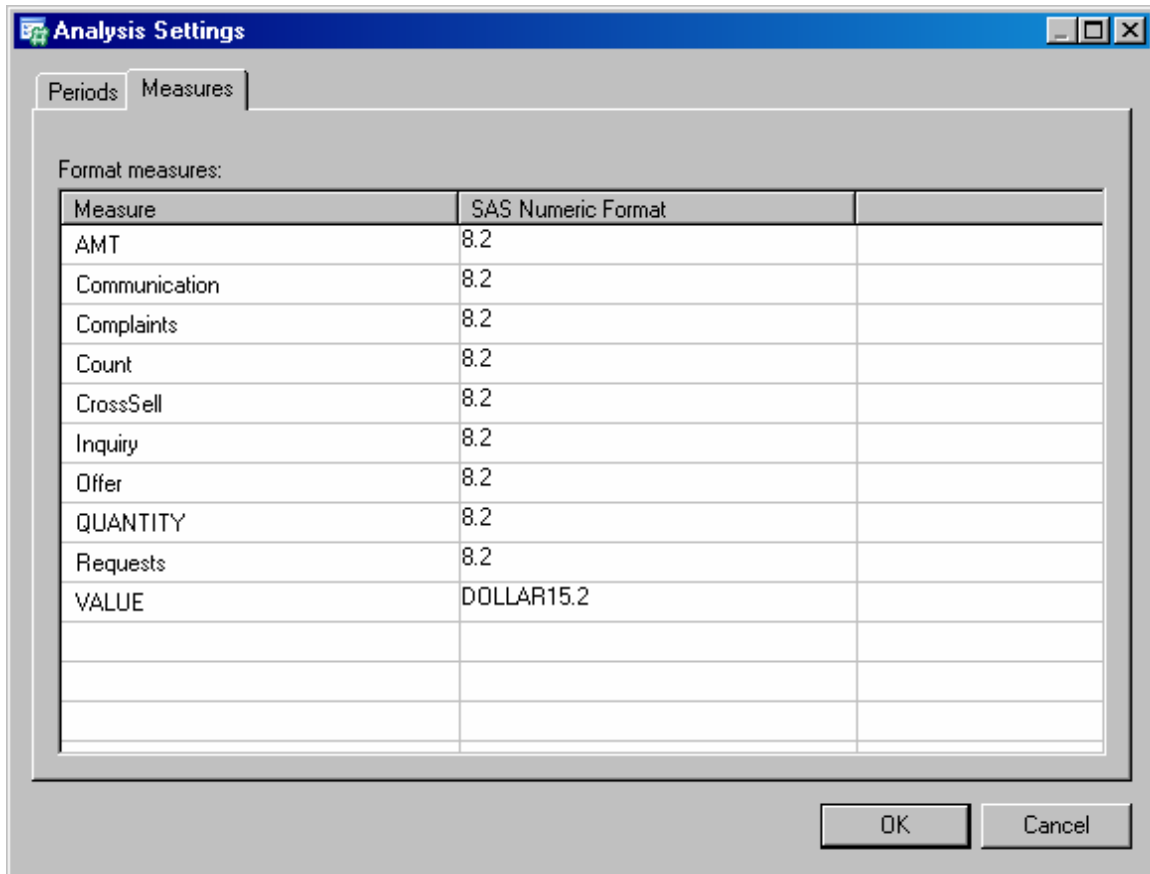 Analysis Settings
Periods Measures
Format measures:
Measure SAS Numeric Format
AMT 8.2
Communication 8.2
Complaints 8.2
Count 8.2
CrossSell 8.2
Inquiry 8.2
Offer 8.2
QUANTITY 8.2
Requests 8.2
VALUE DOLLAR15.2
OK Cancel